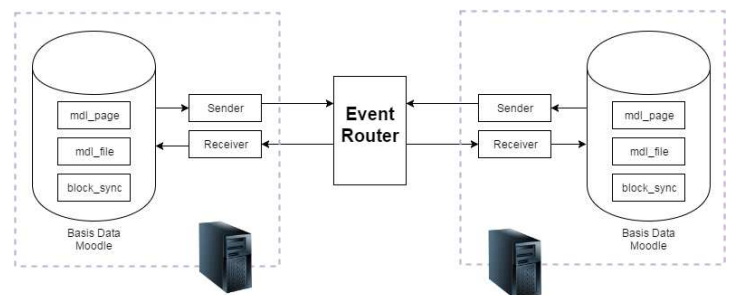 mdl_page
mdl_file
block_sync
Basis Data
Moodle
Sender
Receiver
Event
Router
Sender
Receiver
mdl_page
mdl_file
block_sync
Basis Data
Moodle